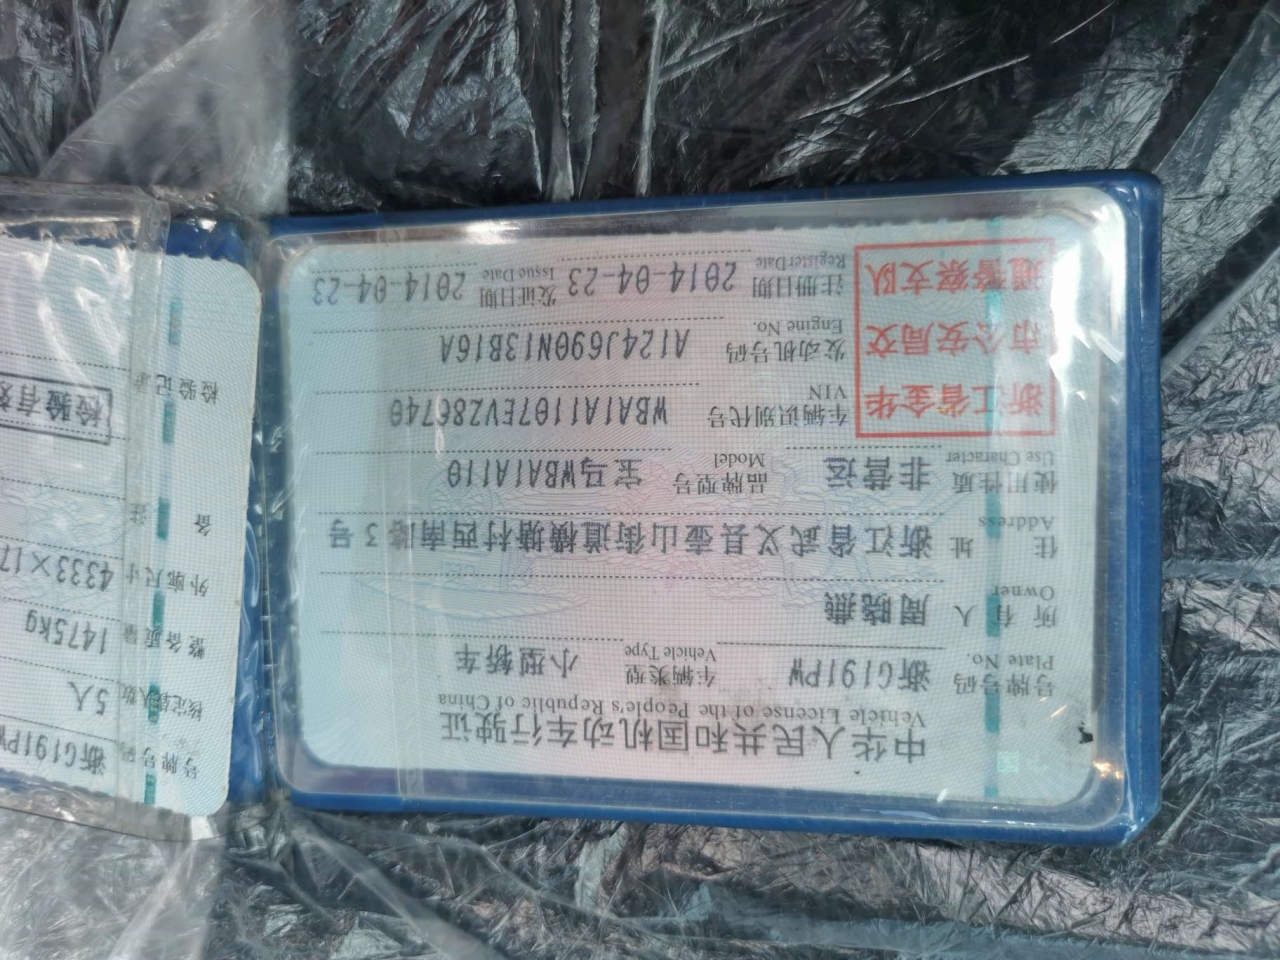 中华人民共和国机动车行驶证
Vehicle License of the People's Republic of China
号牌号码 浙G191PW 车辆类型 小型轿车
Plate No. Vehicle Type
所有人 周晓燕
Owner
住址 浙江省武义县壶山街道横塘村西南路3号
Address
使用性质 非营运 品牌型号 宝马WBA1A110
Use Character Model
浙江省金华
市公安局交
通警察支队
车辆识别代号 WBA1A1107EVZ86740
VIN
发动机号码 A124J690N13B16A
Engine No.
注册日期 2014-04-23 发证日期 2014-04-23
Register Date Issue Date
号牌号码 浙G191PW
核定载人数 5人
整备质量 1475kg
外廓尺寸 4333×17
备注
检验记录
检验有效